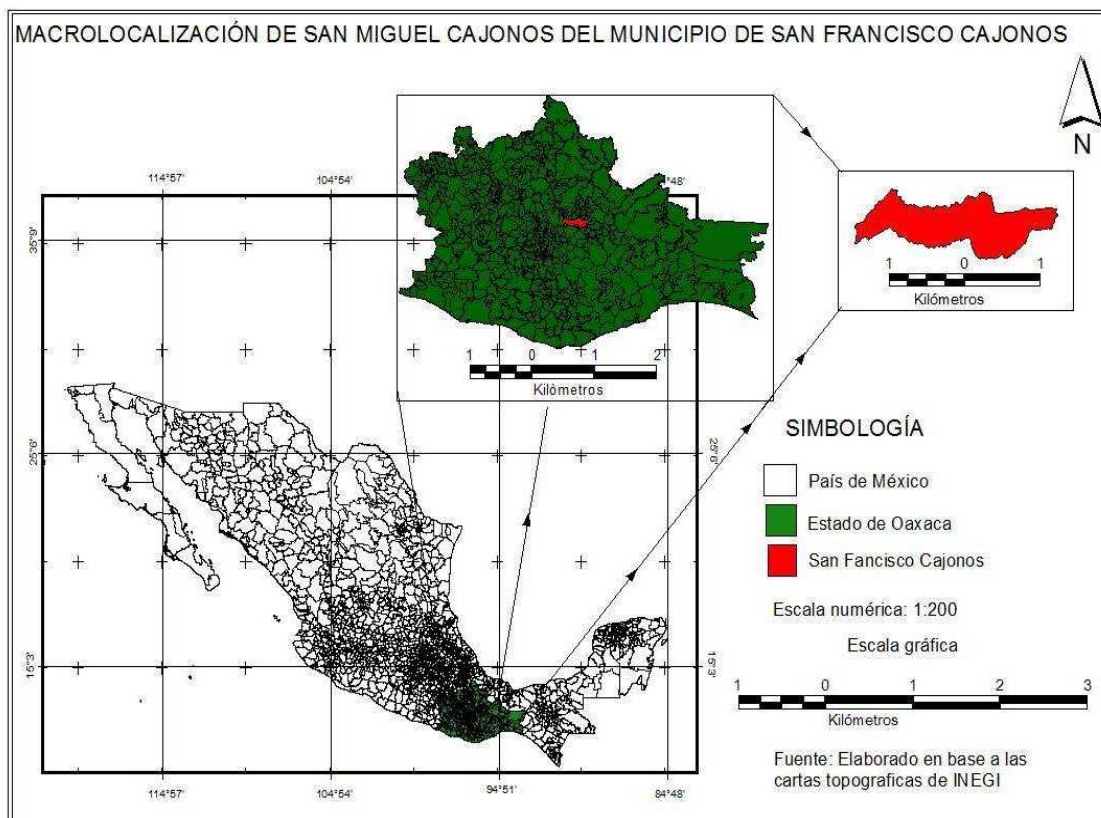 MACROLOCALIZACIÓN DE SAN MIGUEL CAJONOS DEL MUNICIPIO DE SAN FRANCISCO CAJONOS
N
114°57'
104°54'
°48'
35°9'
1 0 1
Kilómetros
1 0 1 2
Kilómetros
SIMBOLOGÍA
25°6'
25°6'
País de México
Estado de Oaxaca
San Fancisco Cajonos
Escala numérica: 1:200
Escala gráfica
15°3'
15°3'
1 0 1 2 3
Kilómetros
Fuente: Elaborado en base a las
cartas topograficas de INEGI
114°57'
104°54'
94°51'
84°48'